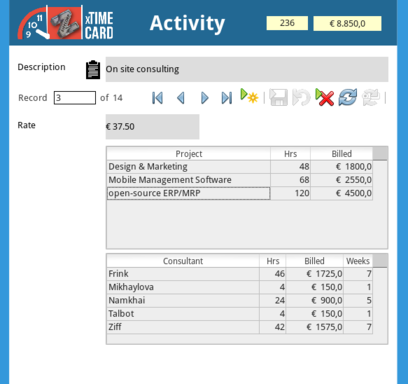 11
10
9
xTIME
CARD
Activity
236
€ 8.850,0
Description
On site consulting
Record 3 of 14
Rate
€ 37.50
Project Hrs Billed
Design & Marketing 48 € 1800,0
Mobile Management Software 68 € 2550,0
open-source ERP/MRP 120 € 4500,0
Consultant Hrs Billed Weeks
Frink 46 € 1725,0 7
Mikhaylova 4 € 150,0 1
Namkhai 24 € 900,0 5
Talbot 4 € 150,0 1
Ziff 42 € 1575,0 7